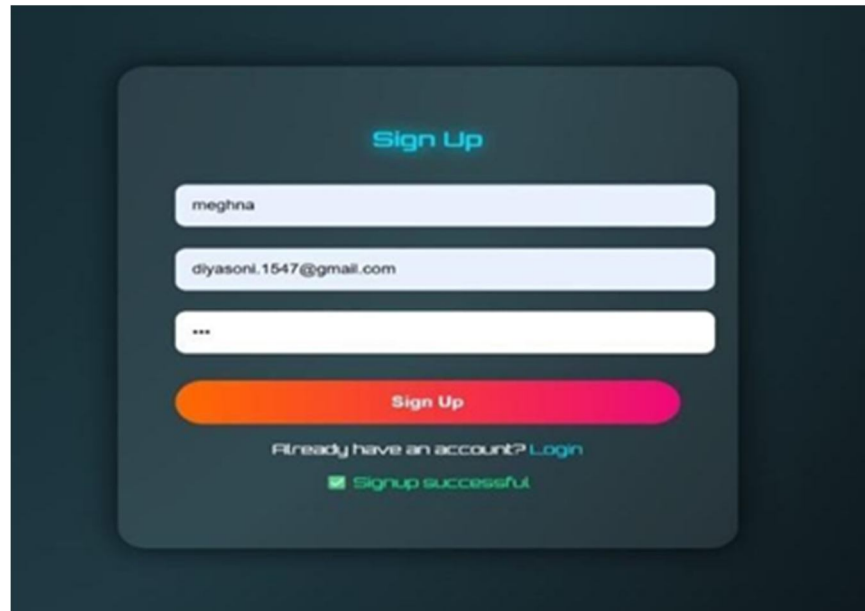 Sign Up
meghna
diyasoni.1547@gmail.com
•••
Sign Up
Already have an account? Login
✅ Signup successful